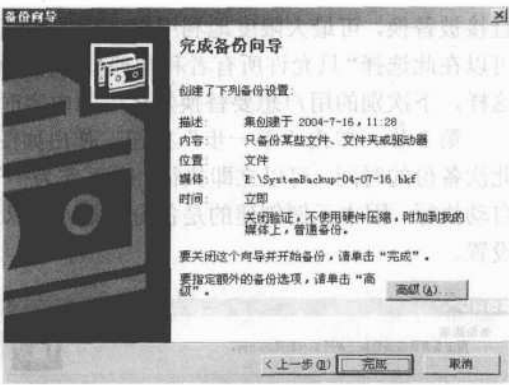 备份向导
完成备份向导
创建了下列备份设置:
描述 集创建于 2004-7-16，11:28
内容 只备份某些文件、文件夹或驱动器
位置 文件
媒体 E:\SystemBackup-04-07-16.bkf
时间 立即
关闭验证，不使用硬件压缩，附加到我的
媒体上，普通备份。
要关闭这个向导并开始备份，请单击“完成”。
要指定额外的备份选项，请单击“高
级”。
高级(A)...
<上一步(B) 完成 取消